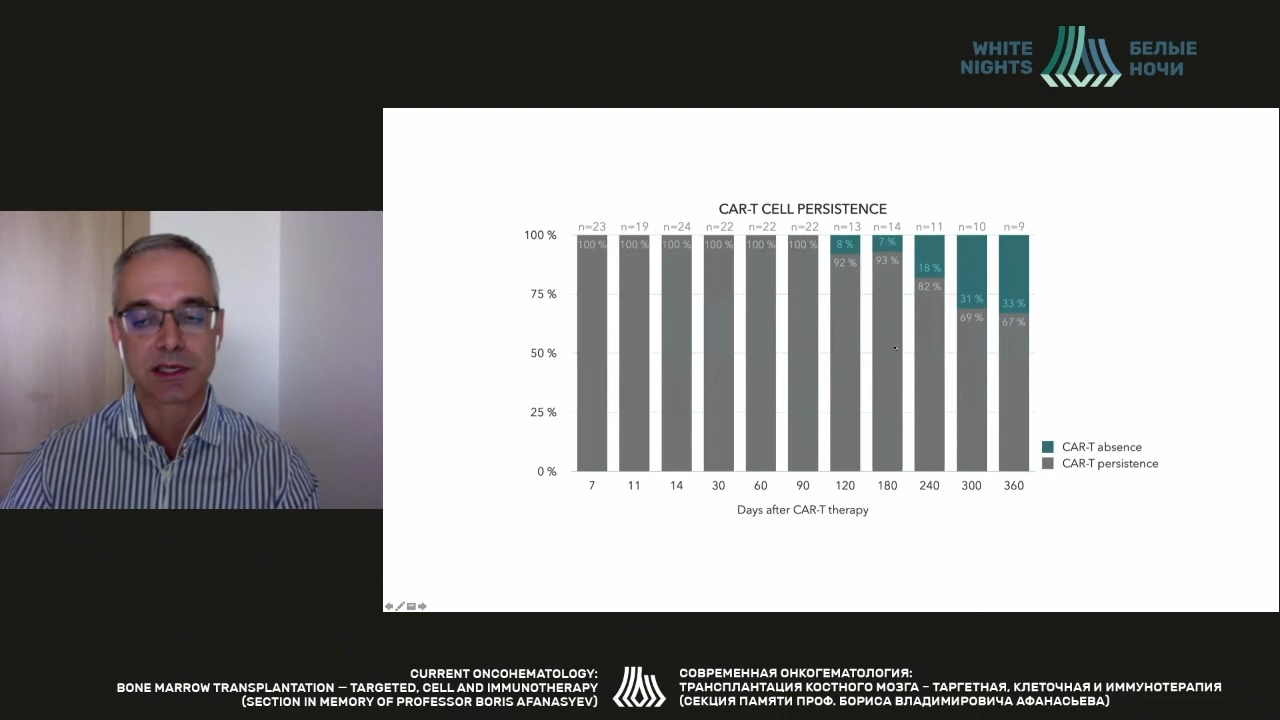 WHITE
NIGHTS
БЕЛЫЕ
НОЧИ
CAR-T CELL PERSISTENCE
n=23 n=19 n=24 n=22 n=22 n=22 n=13 n=14 n=11 n=10 n=9
100 %
100 % 100 % 100 % 100 % 100 % 100 % 8 % 7 %
92 % 93 %
18 %
82 %
75 %
31 % 33 %
69 % 67 %
50 %
25 %
0 %
7 11 14 30 60 90 120 180 240 300 360
Days after CAR-T therapy
CAR-T absence
CAR-T persistence
CURRENT ONCOHEMATOLOGY:
BONE MARROW TRANSPLANTATION – TARGETED, CELL AND IMMUNOTHERAPY
(SECTION IN MEMORY OF PROFESSOR BORIS AFANASYEV)
СОВРЕМЕННАЯ ОНКОГЕМАТОЛОГИЯ:
ТРАНСПЛАНТАЦИЯ КОСТНОГО МОЗГА – ТАРГЕТНАЯ, КЛЕТОЧНАЯ И ИММУНОТЕРАПИЯ
(СЕКЦИЯ ПАМЯТИ ПРОФ. БОРИСА ВЛАДИМИРОВИЧА АФАНАСЬЕВА)